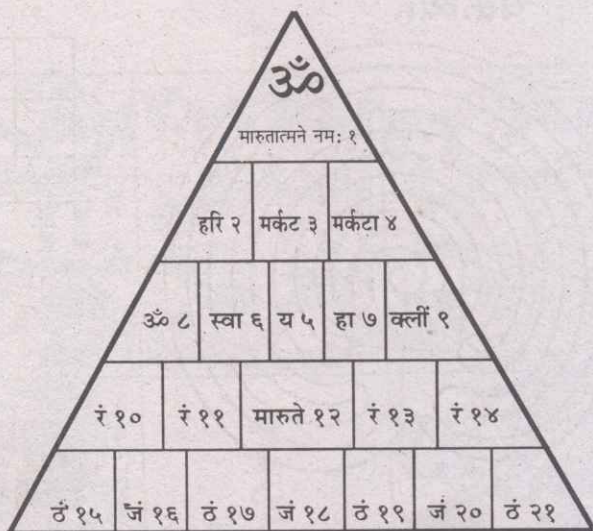 ॐ
मारुतात्मने नमः १
हरि २ मर्कट ३ मर्कटा ४
ॐ ८ स्वा ६ य ५ हा ७ क्लीं ९
रं १० रं ११ मारुते १२ रं १३ रं १४
ठं १५ जं १६ ठं १७ जं १८ ठं १९ जं २० ठं २१